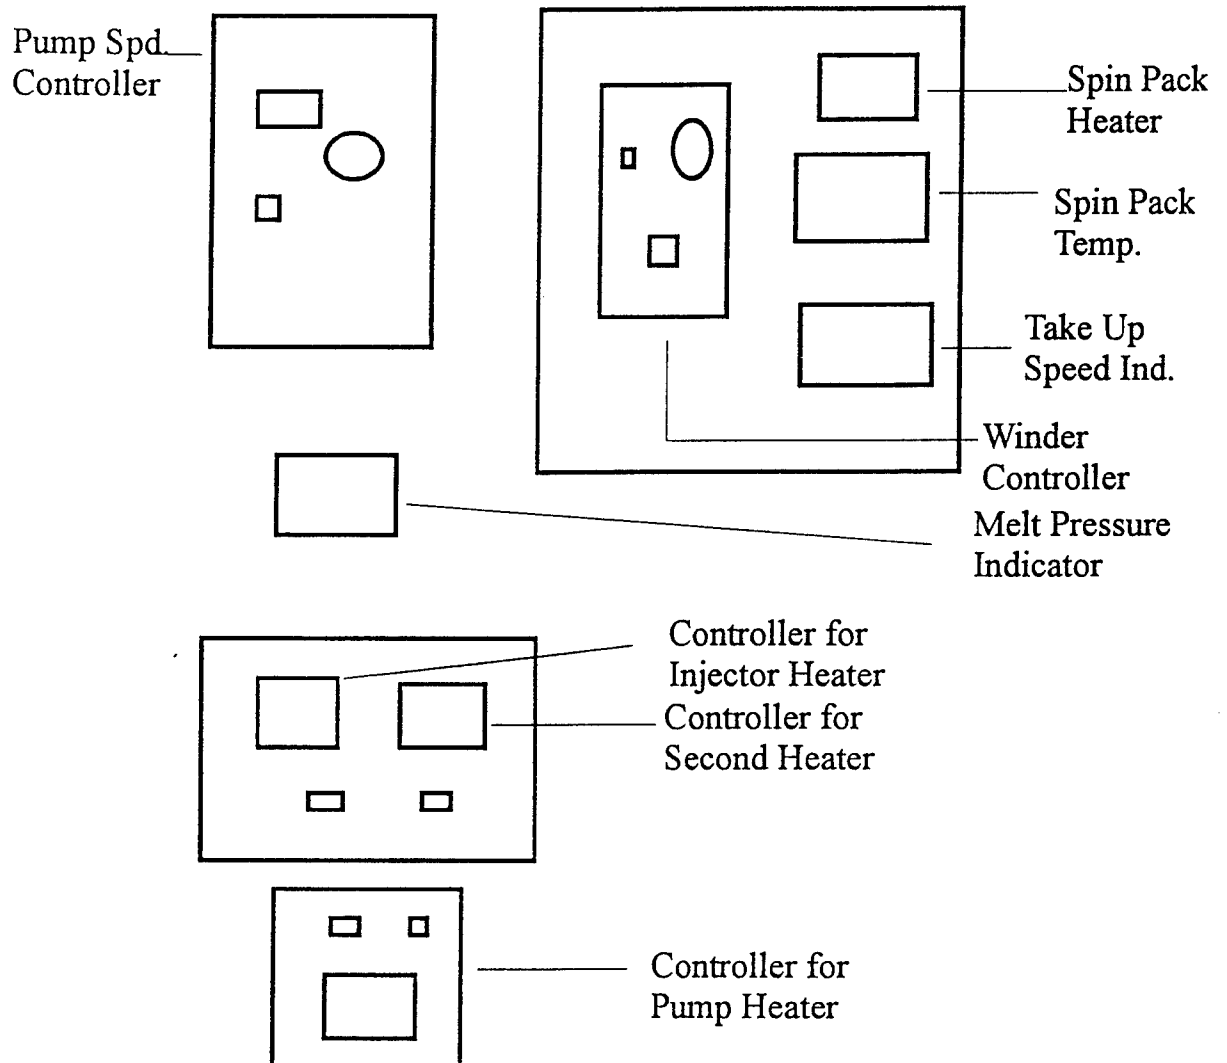 Pump Spd.
Controller
Spin Pack
Heater
Spin Pack
Temp.
Take Up
Speed Ind.
Winder
Controller
Melt Pressure
Indicator
Controller for
Injector Heater
Controller for
Second Heater
Controller for
Pump Heater